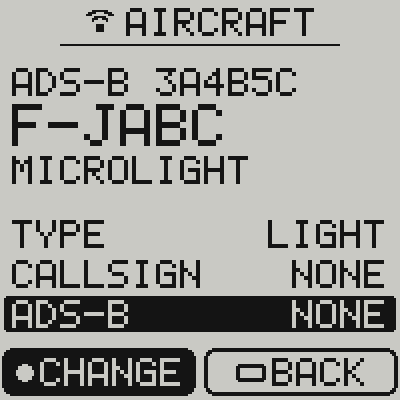 AIRCRAFT
ADS-B 3A4B5C
F-JABC
MICROLIGHT
TYPE LIGHT
CALLSIGN NONE
ADS-B NONE
CHANGE BACK